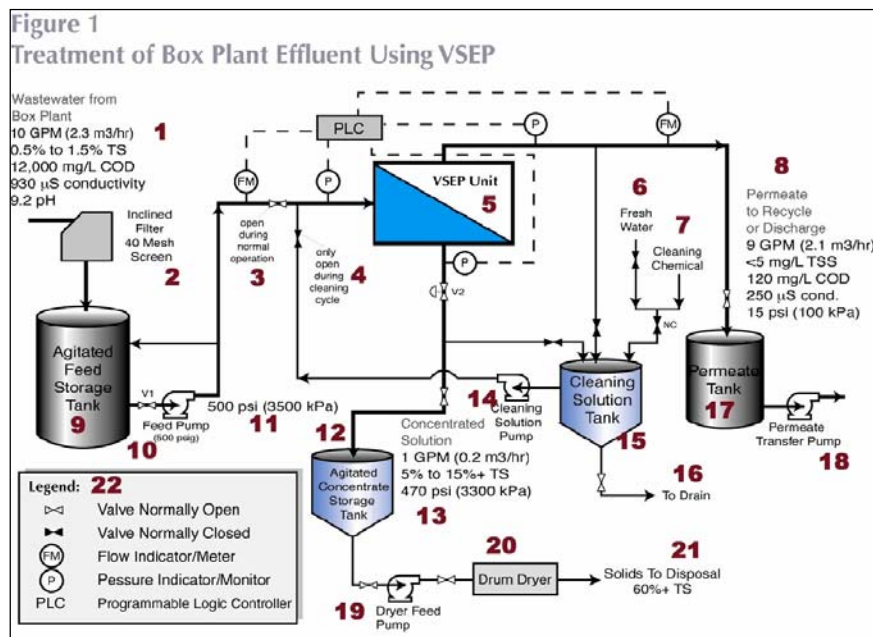 Figure 1
Treatment of Box Plant Effluent Using VSEP
Wastewater from
Box Plant
10 GPM (2.3 m3/hr)
0.5% to 1.5% TS
12,000 mg/L COD
930 μS conductivity
9.2 pH
1
Inclined
Filter
40 Mesh
Screen
2
PLC
FM
P
P
FM
open
during
normal
operation
3
only
open
during
cleaning
cycle
4
VSEP Unit
5
P
V2
6
Fresh
Water
7
Cleaning
Chemical
NC
8
Permeate
to Recycle
or Discharge
9 GPM (2.1 m3/hr)
<5 mg/L TSS
120 mg/L COD
250 μS cond.
15 psi (100 kPa)
Agitated
Feed
Storage
Tank
9
V1
Feed Pump
(500 psig)
10
500 psi (3500 kPa)
11
12
Concentrated
Solution
1 GPM (0.2 m3/hr)
5% to 15%+ TS
470 psi (3300 kPa)
13
Agitated
Concentrate
Storage
Tank
14
Cleaning
Solution
Pump
Cleaning
Solution
Tank
15
16
To Drain
Permeate
Tank
17
Permeate
Transfer Pump
18
19
Dryer Feed
Pump
20
Drum Dryer
21
Solids To Disposal
60%+ TS
Legend: 22
Valve Normally Open
Valve Normally Closed
FM Flow Indicator/Meter
P Pressure Indicator/Monitor
PLC Programmable Logic Controller